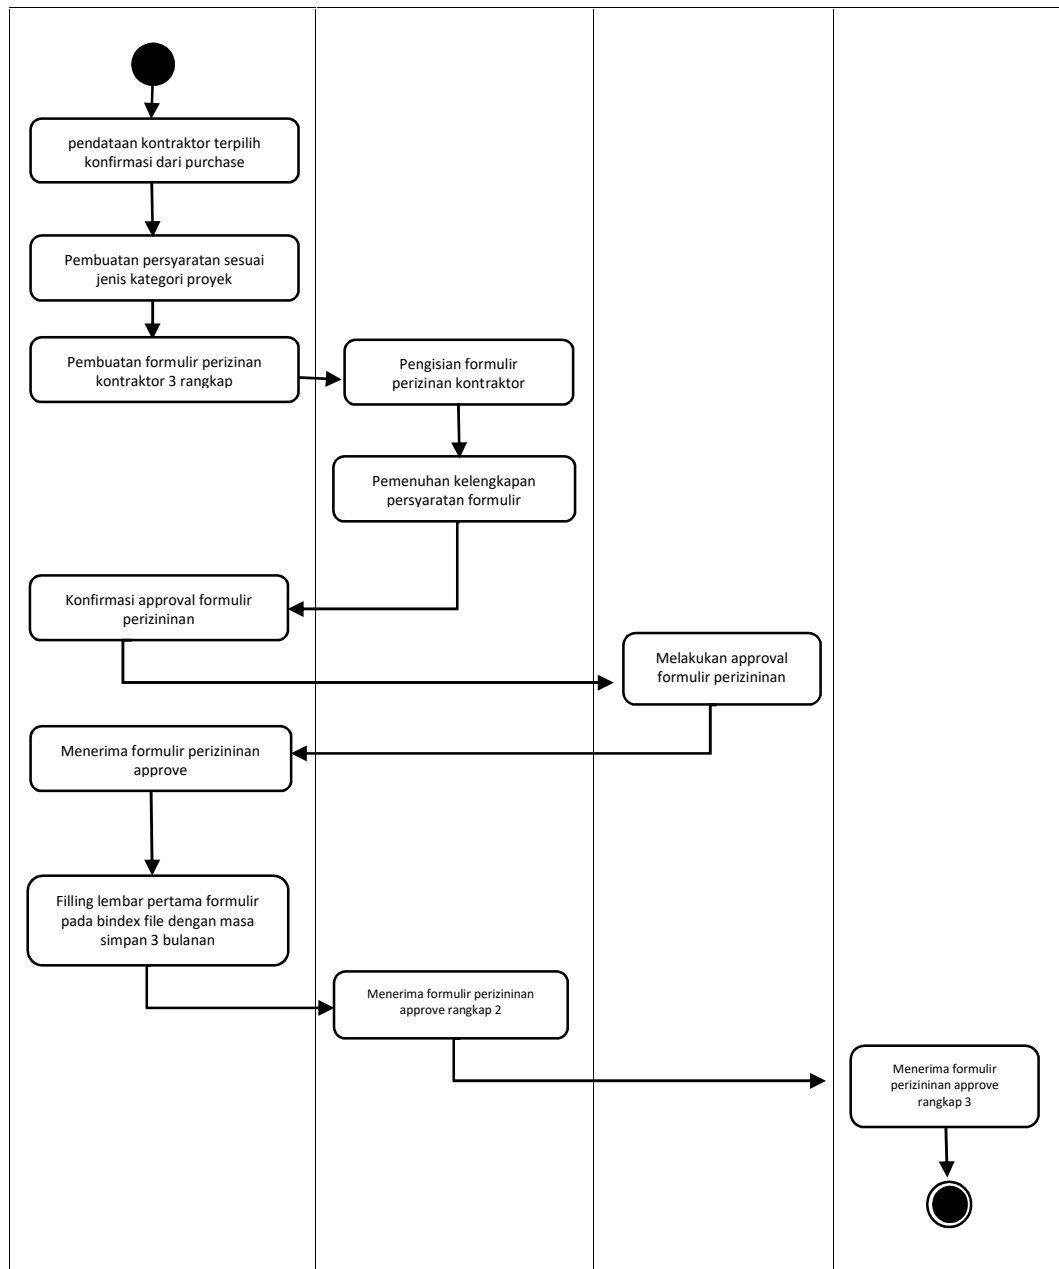 pendataan kontraktor terpilih
konfirmasi dari purchase
Pembuatan persyaratan sesuai
jenis kategori proyek
Pembuatan formulir perizinan
kontraktor 3 rangkap
Pengisian formulir
perizinan kontraktor
Pemenuhan kelengkapan
persyaratan formulir
Konfirmasi approval formulir
perizininan
Melakukan approval
formulir perizininan
Menerima formulir perizininan
approve
Filling lembar pertama formulir
pada bindex file dengan masa
simpan 3 bulanan
Menerima formulir perizininan
approve rangkap 2
Menerima formulir
perizininan approve
rangkap 3